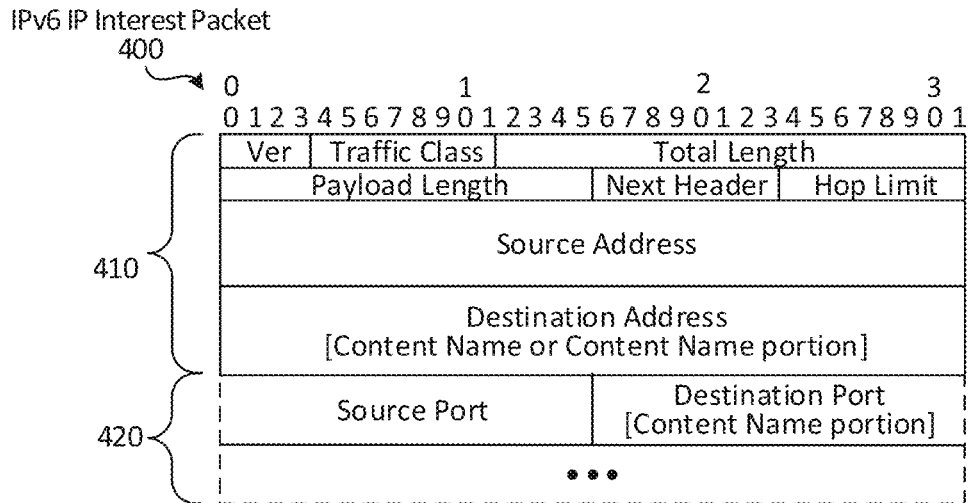 IPv6 IP Interest Packet
400
0 1 2 3
0 1 2 3 4 5 6 7 8 9 0 1 2 3 4 5 6 7 8 9 0 1 2 3 4 5 6 7 8 9 0 1
Ver Traffic Class Total Length
Payload Length Next Header Hop Limit
Source Address
410
Destination Address
[Content Name or Content Name portion]
Source Port Destination Port
[Content Name portion]
420
•••